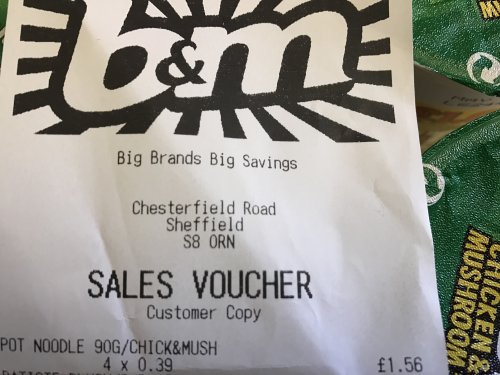 b&m
Big Brands Big Savings
Chesterfield Road
Sheffield
S8 0RN
SALES VOUCHER
Customer Copy
POT NOODLE 90G/CHICK&MUSH
4 x 0.39 £1.56
CHICKEN &
MUSHROOM